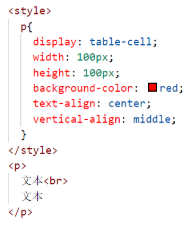 <style>
p{
display: table-cell;
width: 100px;
height: 100px;
background-color: red;
text-align: center;
vertical-align: middle;
}
</style>
<p>
文本<br>
文本
</p>